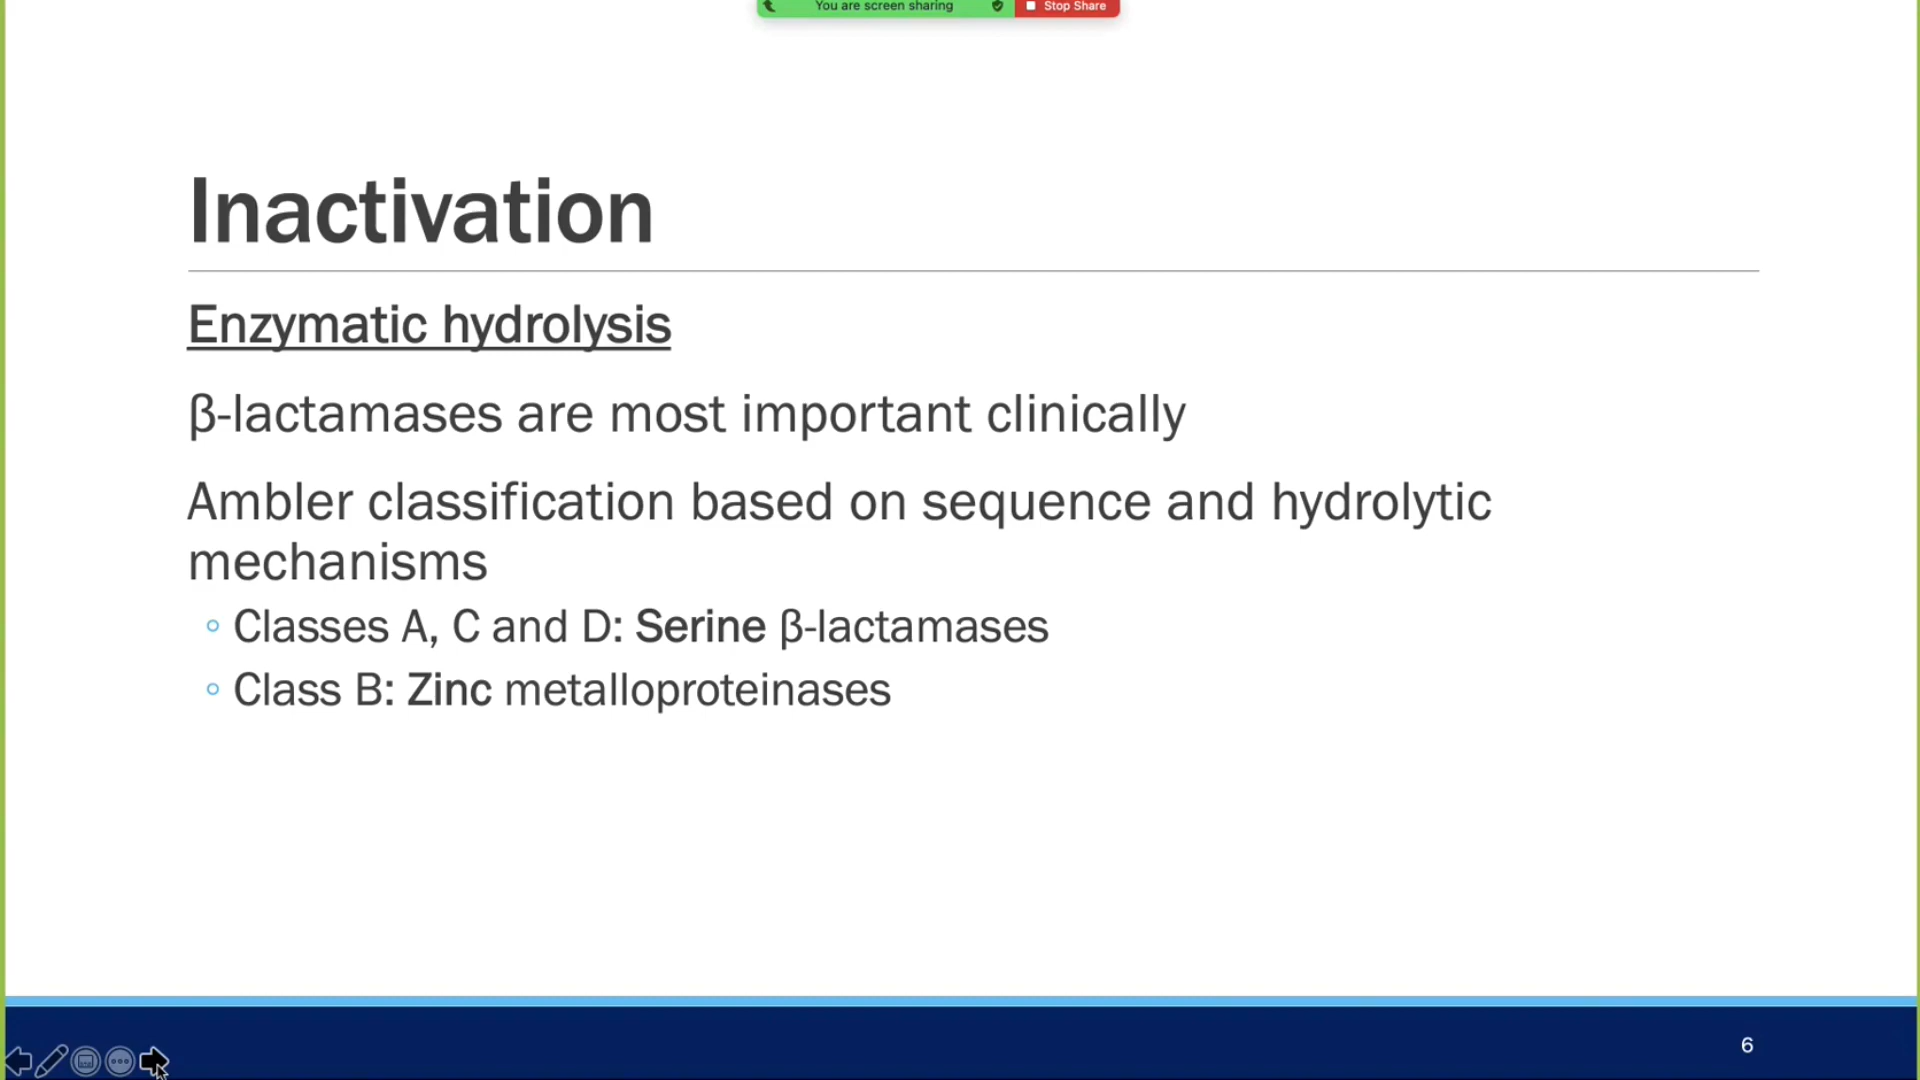 You are screen sharing
Stop Share
Inactivation
Enzymatic hydrolysis
β-lactamases are most important clinically
Ambler classification based on sequence and hydrolytic
mechanisms
◦ Classes A, C and D: Serine β-lactamases
◦ Class B: Zinc metalloproteinases
6